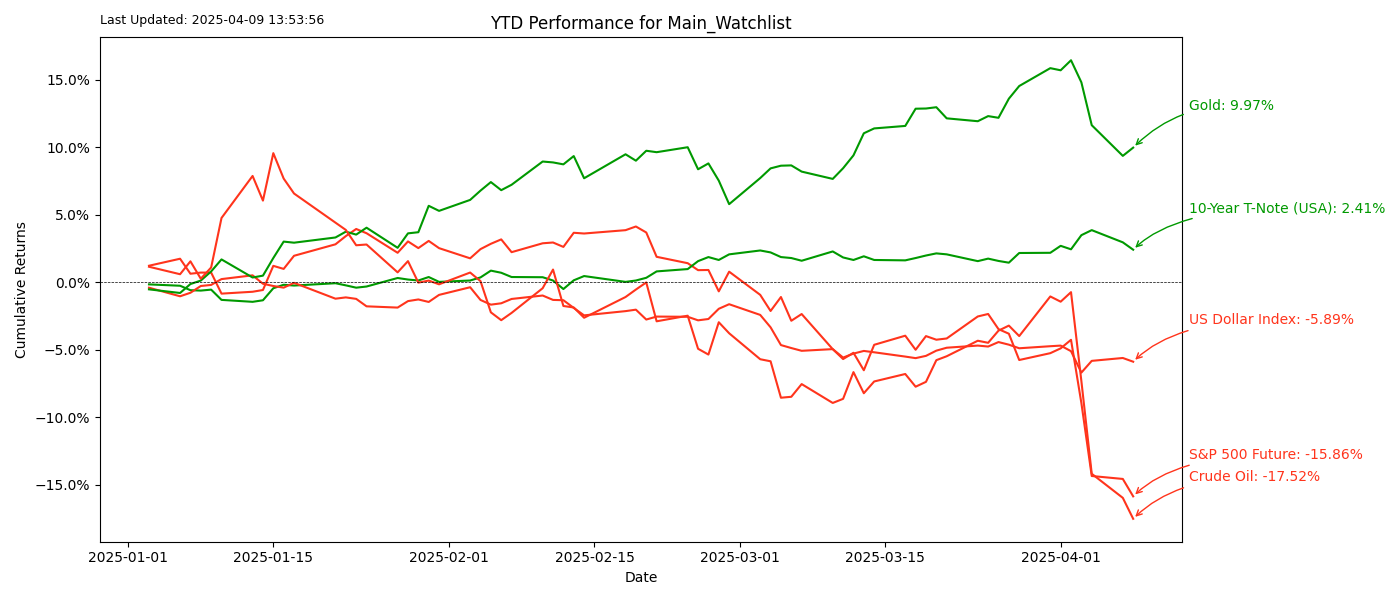 Last Updated: 2025-04-09 13:53:56
YTD Performance for Main_Watchlist
Cumulative Returns
15.0%
10.0%
5.0%
0.0%
−5.0%
−10.0%
−15.0%
Gold: 9.97%
10-Year T-Note (USA): 2.41%
US Dollar Index: -5.89%
S&P 500 Future: -15.86%
Crude Oil: -17.52%
2025-01-01
2025-01-15
2025-02-01
2025-02-15
2025-03-01
2025-03-15
2025-04-01
Date